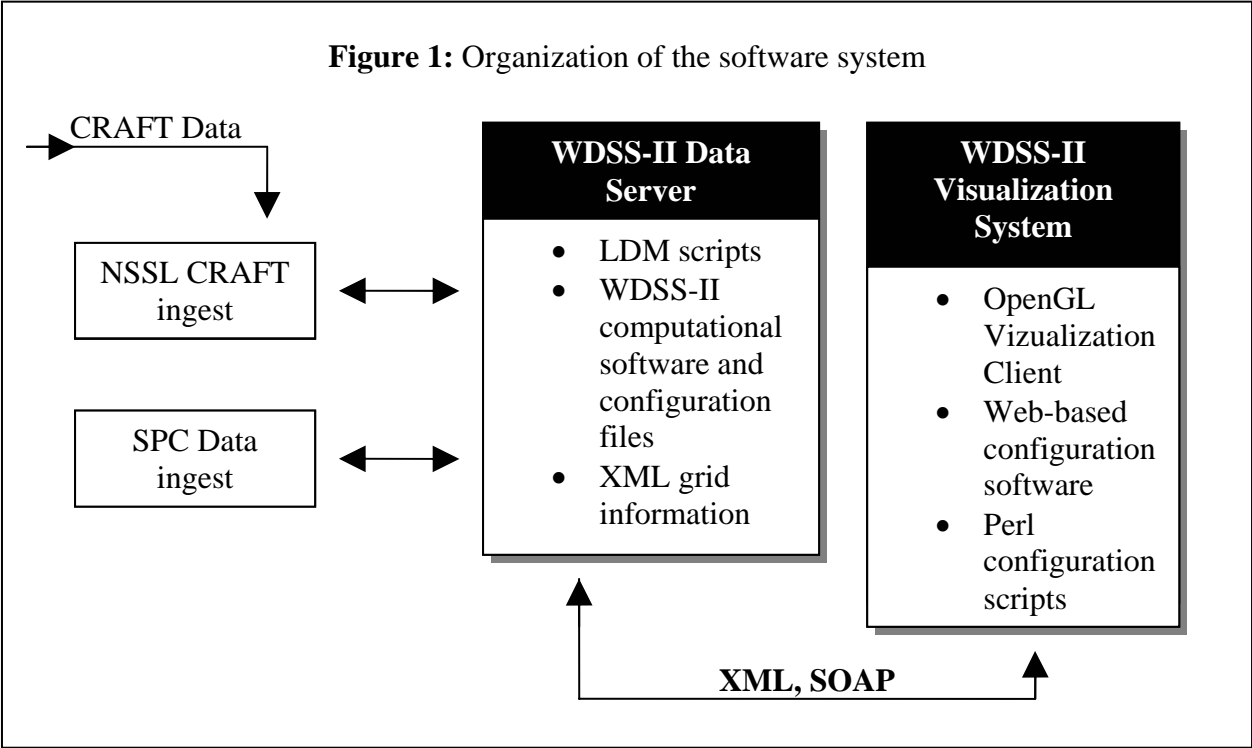 Figure 1: Organization of the software system
CRAFT Data
NSSL CRAFT
ingest
SPC Data
ingest
WDSS-II Data
Server
• LDM scripts
• WDSS-II
computational
software and
configuration
files
• XML grid
information
WDSS-II
Visualization
System
• OpenGL
Vizualization
Client
• Web-based
configuration
software
• Perl
configuration
scripts
XML, SOAP